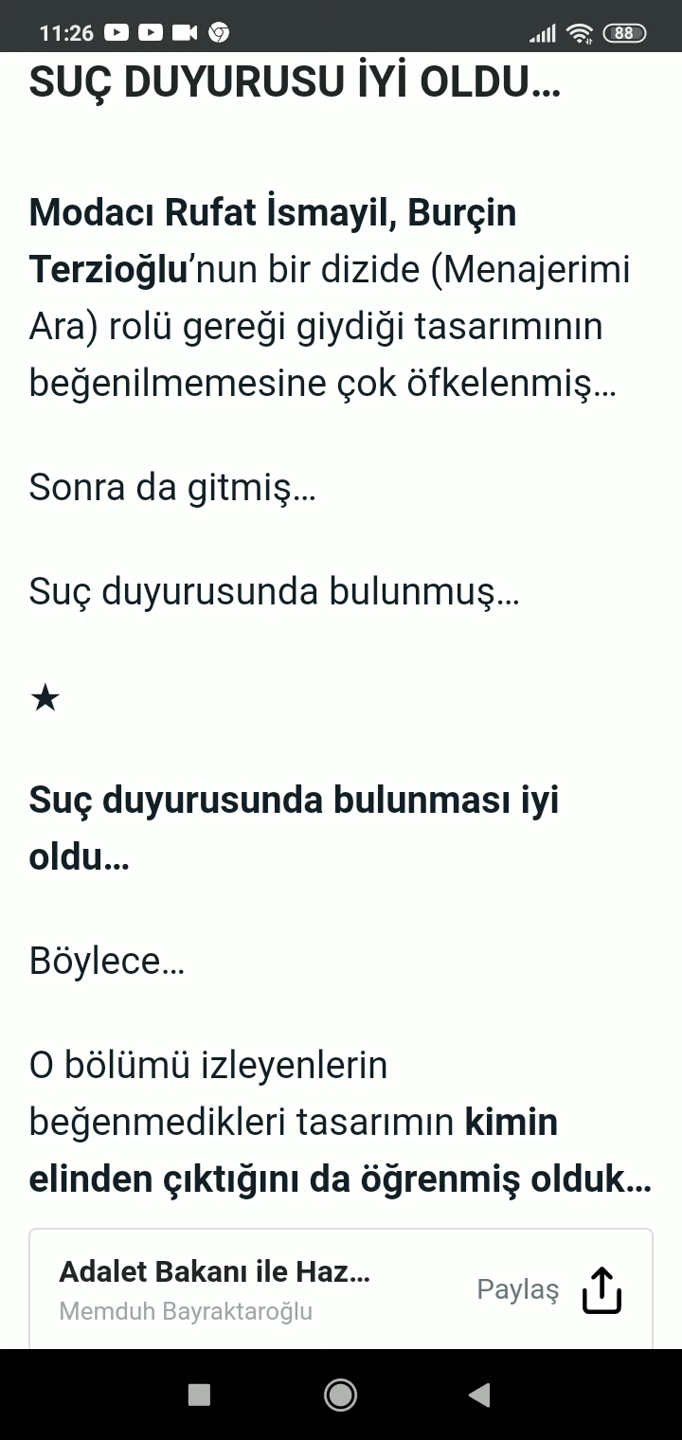 11:26
88
SUÇ DUYURUSU İYİ OLDU...
Modacı Rufat İsmayil, Burçin
Terzioğlu’nun bir dizide (Menajerimi
Ara) rolü gereği giydiği tasarımının
beğenilmemesine çok öfkelenmiş...
Sonra da gitmiş...
Suç duyurusunda bulunmuş...
★
Suç duyurusunda bulunması iyi
oldu...
Böylece...
O bölümü izleyenlerin
beğenmedikleri tasarımın kimin
elinden çıktığını da öğrenmiş olduk...
Adalet Bakanı ile Haz...
Paylaş
Memduh Bayraktaroğlu